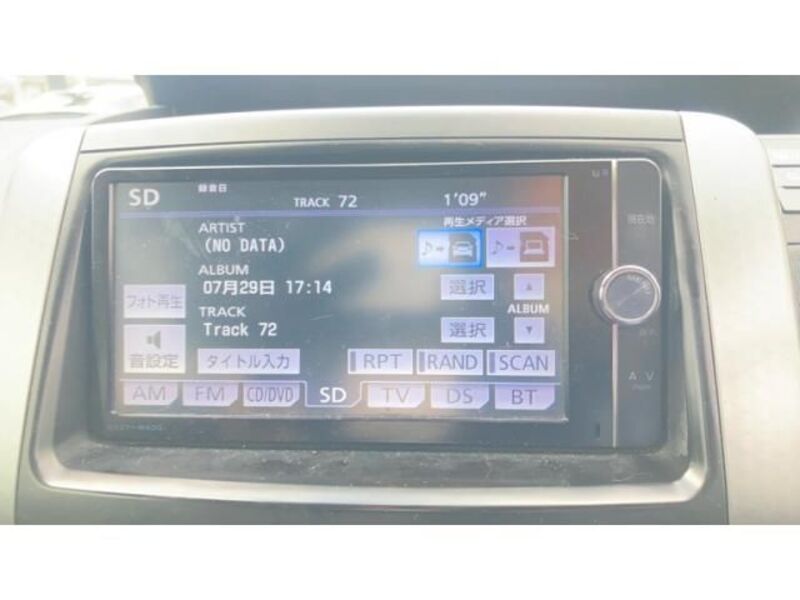 SD 録音日 TRACK 72 1'09"
ARTIST 再生メディア選択
(NO DATA)
ALBUM
07月29日 17:14 選択
フォト再生 ALBUM
TRACK
Track 72 選択
音設定 タイトル入力 RPT RAND SCAN
AM FM CD/DVD SD TV DS BT
現在地
A V